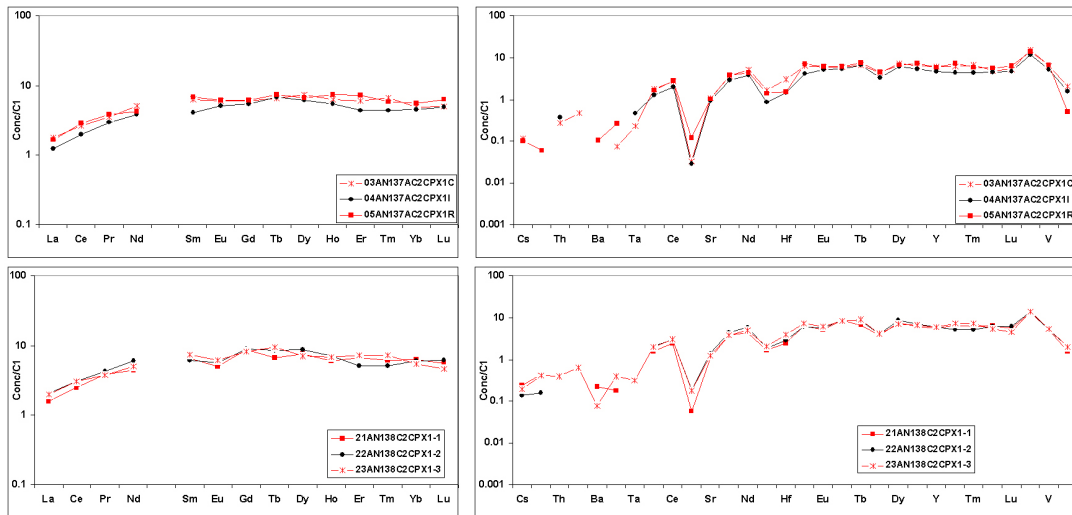 100
10
1
0.1
Conc/C1
La Ce Pr Nd Sm Eu Gd Tb Dy Ho Er Tm Yb Lu
03AN137AC2CPX1C
04AN137AC2CPX1I
05AN137AC2CPX1R
100
10
1
0.1
0.01
0.001
Conc/C1
Cs Th Ba Ta Ce Sr Nd Hf Eu Tb Dy Y Tm Lu V
03AN137AC2CPX1C
04AN137AC2CPX1I
05AN137AC2CPX1R
100
10
1
0.1
Conc/C1
La Ce Pr Nd Sm Eu Gd Tb Dy Ho Er Tm Yb Lu
21AN138C2CPX1-1
22AN138C2CPX1-2
23AN138C2CPX1-3
100
10
1
0.1
0.01
0.001
Conc/C1
Cs Th Ba Ta Ce Sr Nd Hf Eu Tb Dy Y Tm Lu V
21AN138C2CPX1-1
22AN138C2CPX1-2
23AN138C2CPX1-3